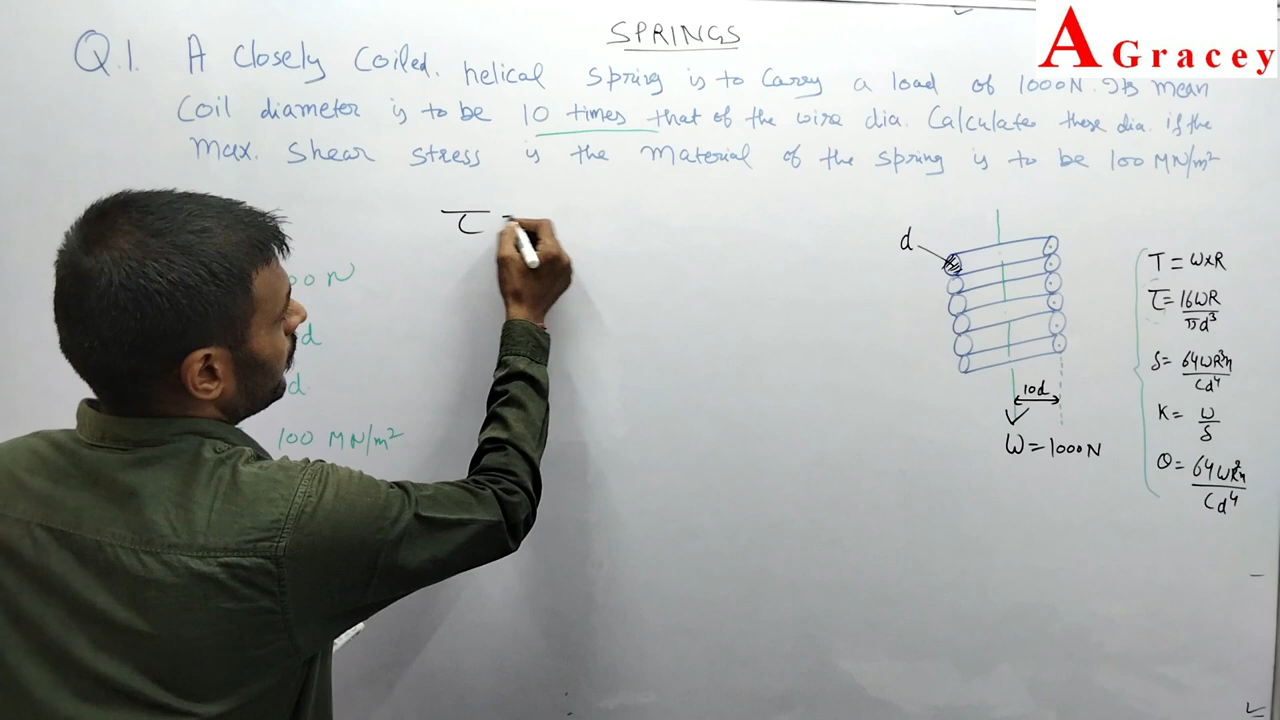 SPRINGS
A Gracey
Q.1. A closely coiled. helical spring is to carry a load of 1000N. Its mean
coil diameter is to be 10 times that of the wire dia. Calculate these dia. if the
max. shear stress is the material of the spring is to be 100 MN/m²
τ =
00 N
d
d.
100 MN/m²
d
10d
W = 1000N
T = W×R
τ = 16WR/πd³
δ = 64WR³n/Cd⁴
K = W/δ
θ = 64WR²n/Cd⁴